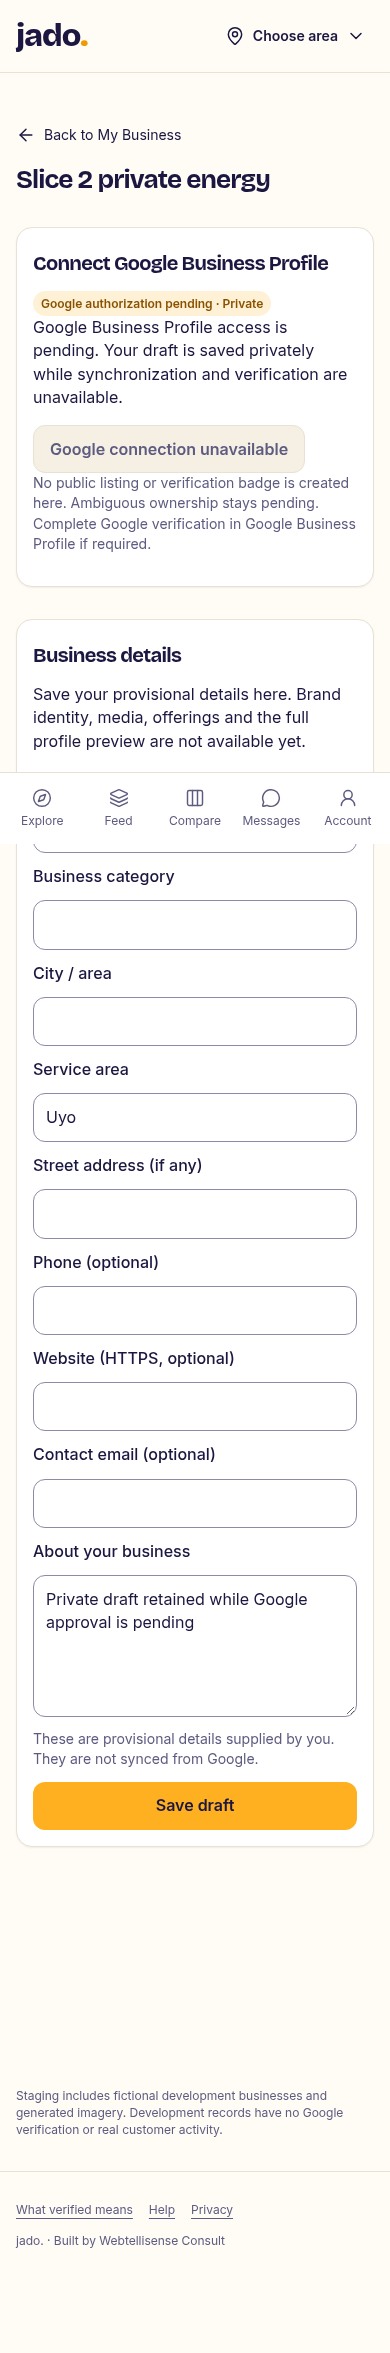 jado.
Choose area
Back to My Business
Slice 2 private energy
Connect Google Business Profile
Google authorization pending · Private
Google Business Profile access is
pending. Your draft is saved privately
while synchronization and verification are
unavailable.
Google connection unavailable
No public listing or verification badge is created
here. Ambiguous ownership stays pending.
Complete Google verification in Google Business
Profile if required.
Business details
Save your provisional details here. Brand
identity, media, offerings and the full
profile preview are not available yet.
Explore
Feed
Compare
Messages
Account
Business category
City / area
Service area
Uyo
Street address (if any)
Phone (optional)
Website (HTTPS, optional)
Contact email (optional)
About your business
Private draft retained while Google
approval is pending
These are provisional details supplied by you.
They are not synced from Google.
Save draft
Staging includes fictional development businesses and
generated imagery. Development records have no Google
verification or real customer activity.
What verified means
Help
Privacy
jado. · Built by Webtellisense Consult